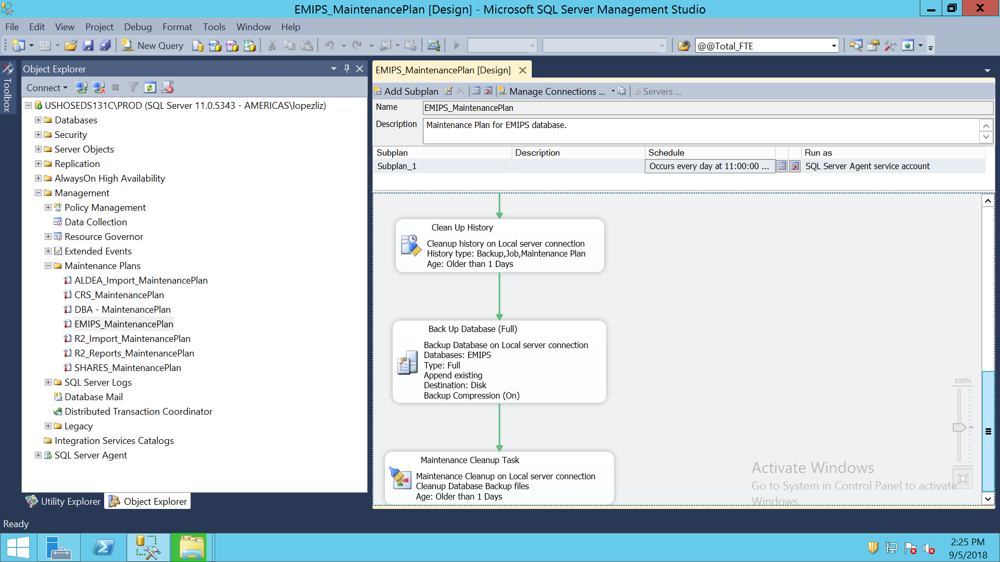 EMIPS_MaintenancePlan [Design] - Microsoft SQL Server Management Studio
File Edit View Project Debug Format Tools Window Help
New Query
@@Total_FTE
Toolbox
Object Explorer
Connect
USHOSEDS131C\PROD (SQL Server 11.0.5343 - AMERICAS\lopezliz)
Databases
Security
Server Objects
Replication
AlwaysOn High Availability
Management
Policy Management
Data Collection
Resource Governor
Extended Events
Maintenance Plans
ALDEA_Import_MaintenancePlan
CRS_MaintenancePlan
DBA - MaintenancePlan
EMIPS_MaintenancePlan
R2_Import_MaintenancePlan
R2_Reports_MaintenancePlan
SHARES_MaintenancePlan
SQL Server Logs
Database Mail
Distributed Transaction Coordinator
Legacy
Integration Services Catalogs
SQL Server Agent
Utility Explorer Object Explorer
EMIPS_MaintenancePlan [Design]
Add Subplan Manage Connections ... Servers ...
Name EMIPS_MaintenancePlan
Description Maintenance Plan for EMIPS database.
Subplan Description Schedule Run as
Subplan_1 Occurs every day at 11:00:00 ... SQL Server Agent service account
Clean Up History
Cleanup history on Local server connection
History type: Backup,Job,Maintenance Plan
Age: Older than 1 Days
Back Up Database (Full)
Backup Database on Local server connection
Databases: EMIPS
Type: Full
Append existing
Destination: Disk
Backup Compression (On)
Maintenance Cleanup Task
Maintenance Cleanup on Local server connection
Cleanup Database Backup files
Age: Older than 1 Days
100%
Activate Windows
Go to System in Control Panel to activate
Windows.
Ready
2:25 PM
9/5/2018